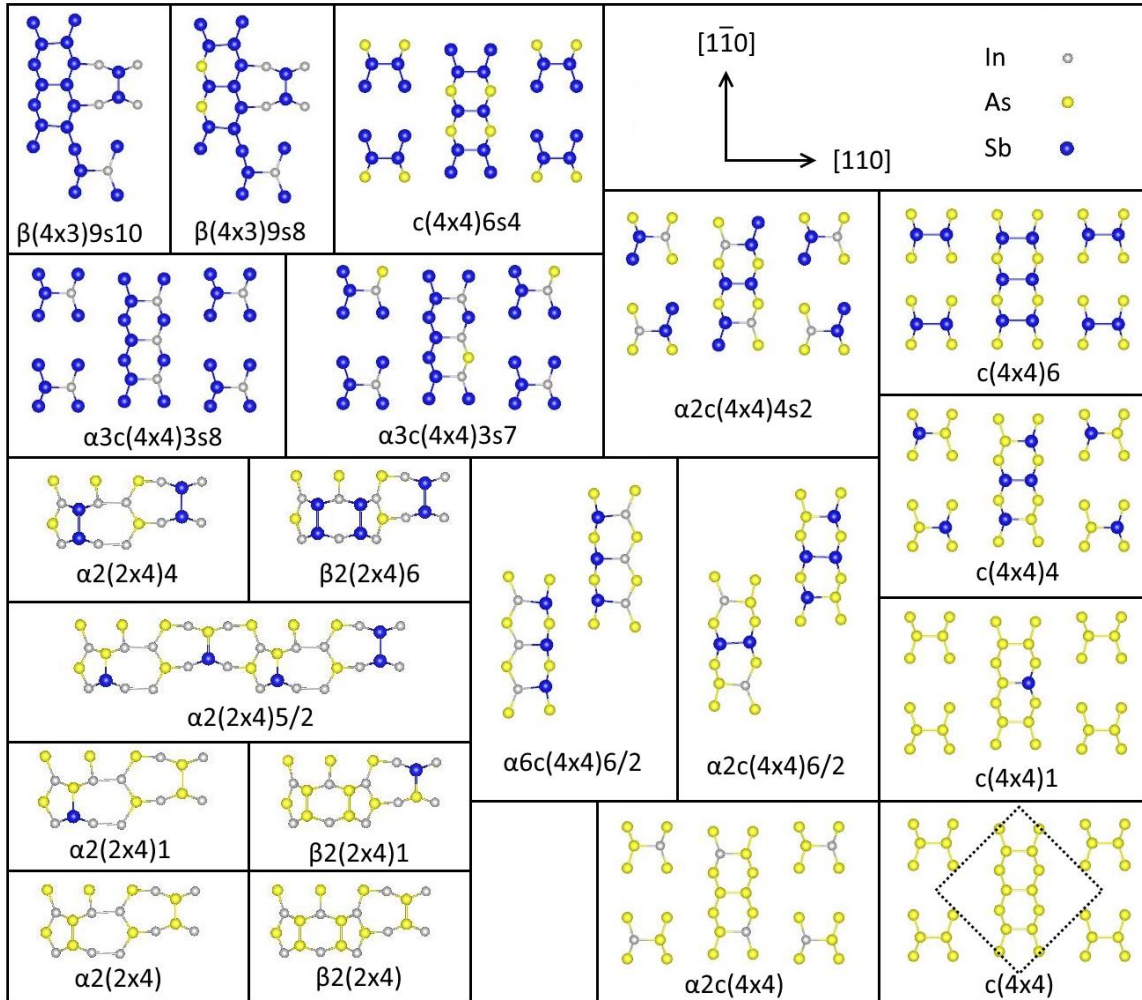 [11̅0]
[110]
In
As
Sb
β(4x3)9s10
β(4x3)9s8
c(4x4)6s4
α3c(4x4)3s8
α3c(4x4)3s7
α2c(4x4)4s2
c(4x4)6
α2(2x4)4
β2(2x4)6
c(4x4)4
α2(2x4)5/2
α6c(4x4)6/2
α2c(4x4)6/2
c(4x4)1
α2(2x4)1
β2(2x4)1
α2(2x4)
β2(2x4)
α2c(4x4)
c(4x4)